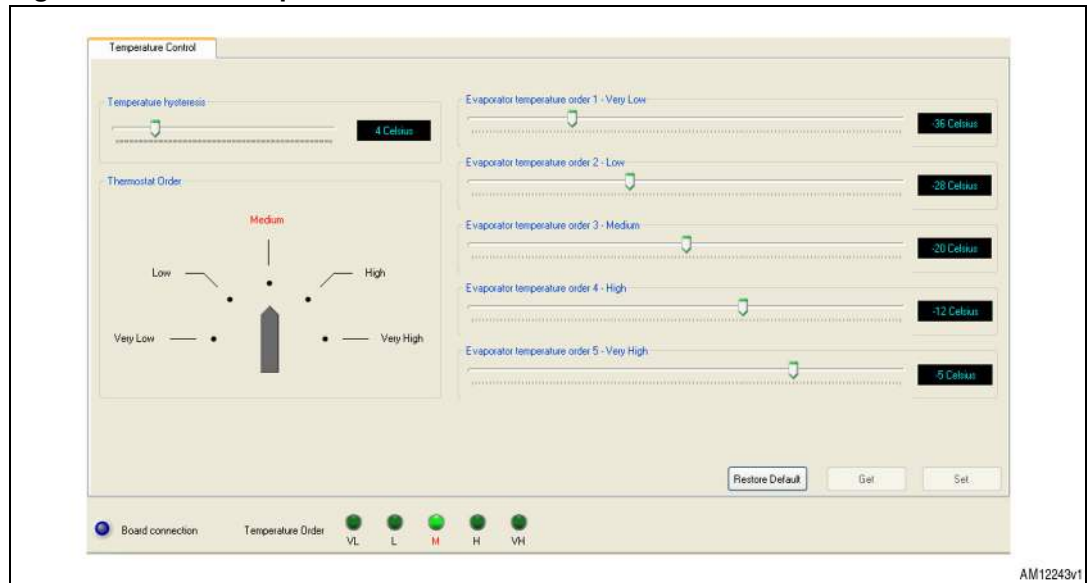 Temperature Control
Temperature hysteresis
4 Celsius
Thermostat Order
Medium
Low
High
Very Low
Very High
Evaporator temperature order 1 - Very Low
-36 Celsius
Evaporator temperature order 2 - Low
-28 Celsius
Evaporator temperature order 3 - Medium
-20 Celsius
Evaporator temperature order 4 - High
-12 Celsius
Evaporator temperature order 5 - Very High
-5 Celsius
Restore Default
Get
Set
Board connection
Temperature Order
VL
L
M
H
VH
AM12243v1